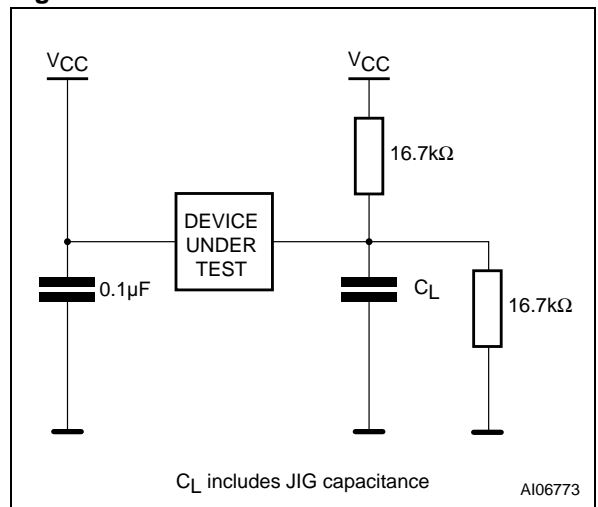 VCC
VCC
16.7kΩ
DEVICE
UNDER
TEST
0.1µF
CL
16.7kΩ
CL includes JIG capacitance
AI06773